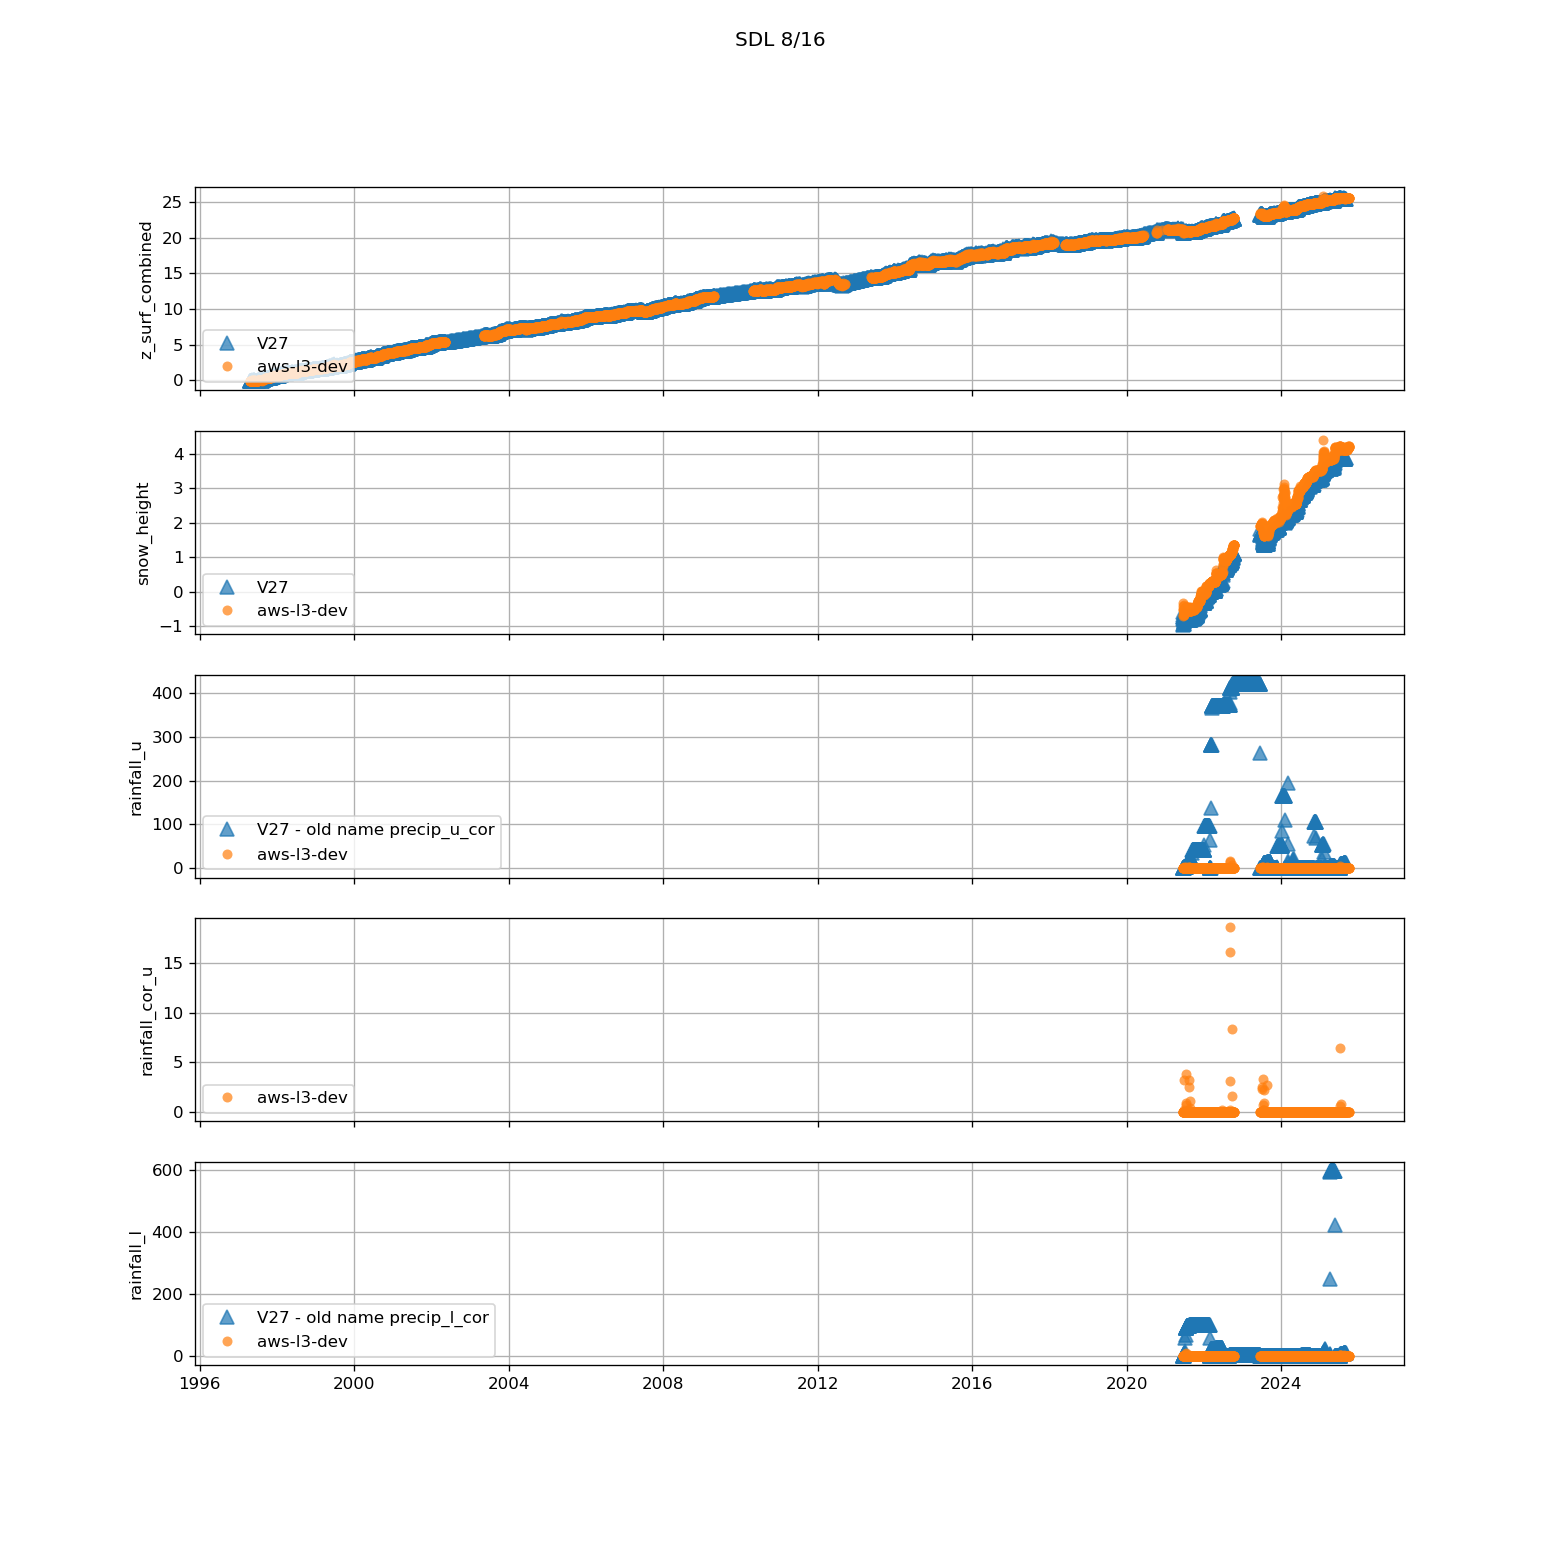 SDL 8/16
z_surf_combined
25
20
15
10
5
0
V27
aws-l3-dev
snow_height
4
3
2
1
0
−1
V27
aws-l3-dev
rainfall_u
400
300
200
100
0
V27 - old name precip_u_cor
aws-l3-dev
rainfall_cor_u
15
10
5
0
aws-l3-dev
rainfall_l
600
400
200
0
V27 - old name precip_l_cor
aws-l3-dev
1996 2000 2004 2008 2012 2016 2020 2024